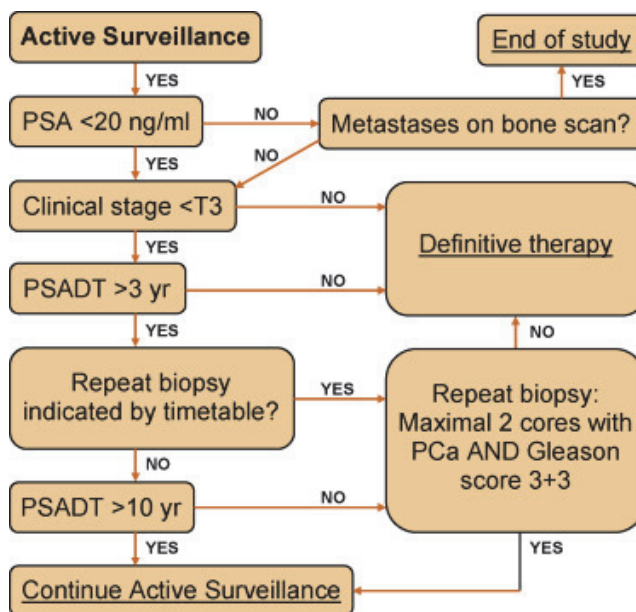 Active Surveillance
End of study
YES
YES
PSA <20 ng/ml
NO
Metastases on bone scan?
YES
NO
Clinical stage <T3
NO
Definitive therapy
YES
PSADT >3 yr
NO
YES
NO
Repeat biopsy
indicated by timetable?
YES
Repeat biopsy:
Maximal 2 cores with
PCa AND Gleason
score 3+3
NO
PSADT >10 yr
NO
YES
YES
Continue Active Surveillance